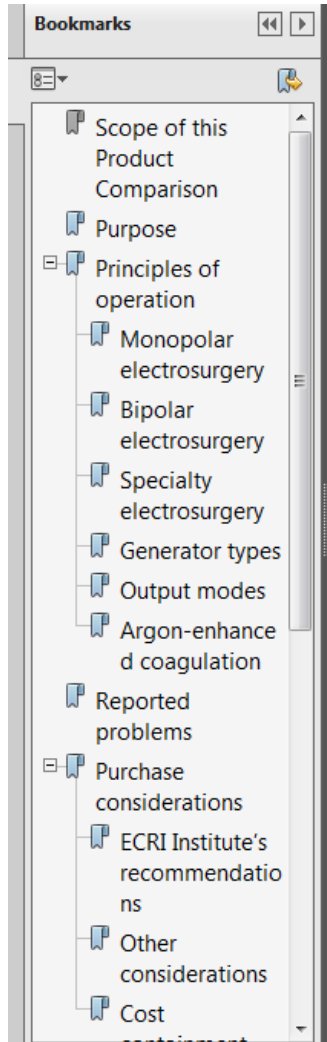 Bookmarks
Scope of this
Product
Comparison
Purpose
Principles of
operation
Monopolar
electrosurgery
Bipolar
electrosurgery
Specialty
electrosurgery
Generator types
Output modes
Argon-enhance
d coagulation
Reported
problems
Purchase
considerations
ECRI Institute's
recommendatio
ns
Other
considerations
Cost
containment